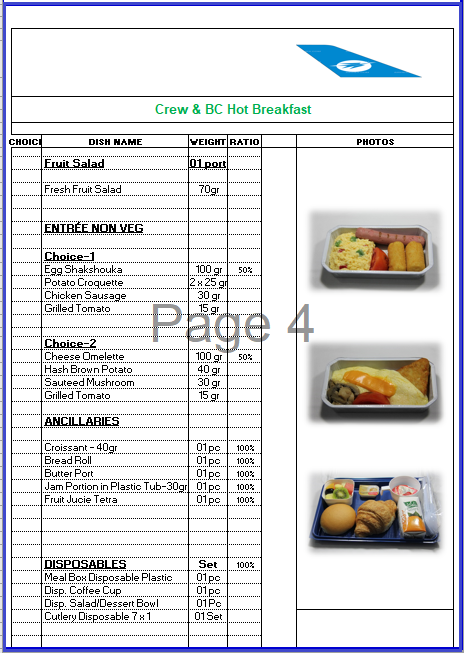 Crew & BC Hot Breakfast
CHOICE DISH NAME WEIGHT RATIO PHOTOS
Fruit Salad 01 port
Fresh Fruit Salad 70gr
ENTRÉE NON VEG
Choice-1
Egg Shakshouka 100 gr 50%
Potato Croquette 2 x 25 gr
Chicken Sausage 30 gr
Grilled Tomato 15 gr
Page 4
Choice-2
Cheese Omelette 100 gr 50%
Hash Brown Potato 40 gr
Sauteed Mushroom 30 gr
Grilled Tomato 15 gr
ANCILLARIES
Croissant - 40gr 01 pc 100%
Bread Roll 01 pc 100%
Butter Port 01 pc 100%
Jam Portion in Plastic Tub-30gr 01 pc 100%
Fruit Jucie Tetra 01 pc 100%
DISPOSABLES Set 100%
Meal Box Disposable Plastic 01 pc
Disp. Coffee Cup 01 pc
Disp. Salad/Dessert Bowl 01 Pc
Cutlery Disposable 7 x 1 01 Set